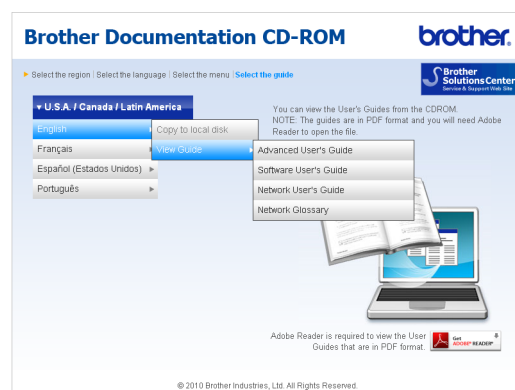 Brother Documentation CD-ROM
brother
Select the region | Select the language | Select the menu | Select the guide
Brother
Solutions Center
Service & Support Web Site
U.S.A. / Canada / Latin America
You can view the User's Guides from the CDROM.
NOTE: The guides are in PDF format and you will need Adobe
Reader to open the file.
English
Copy to local disk
Français
View Guide
Advanced User's Guide
Español (Estados Unidos)
Software User's Guide
Português
Network User's Guide
Network Glossary
Adobe Reader is required to view the User
Guides that are in PDF format.
Get
ADOBE® READER®
© 2010 Brother Industries, Ltd. All Rights Reserved.